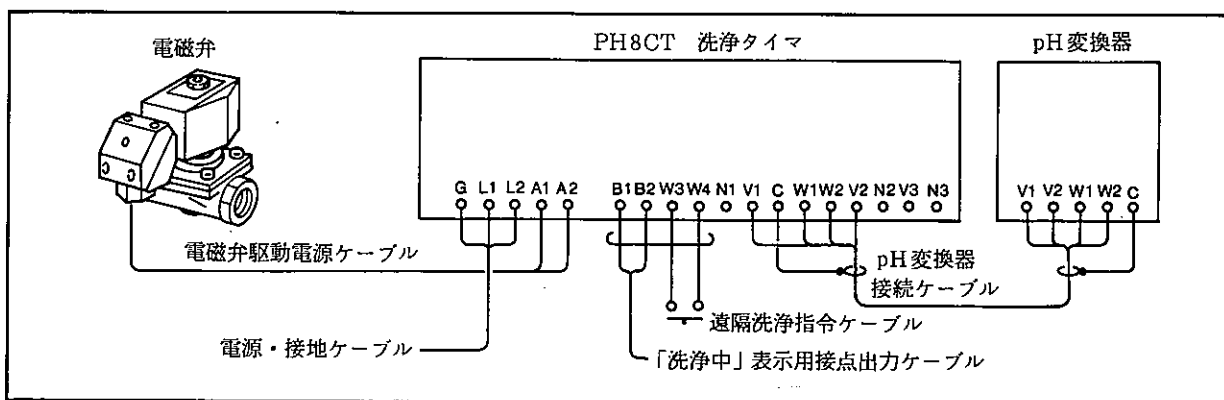 電磁弁
PH8CT 洗浄タイマ
pH変換器
G L1 L2 A1 A2 B1 B2 W3 W4 N1 V1 C W1 W2 V2 N2 V3 N3
V1 V2 W1 W2 C
電磁弁駆動電源ケーブル
pH変換器
接続ケーブル
遠隔洗浄指令ケーブル
電源・接地ケーブル
「洗浄中」表示用接点出力ケーブル